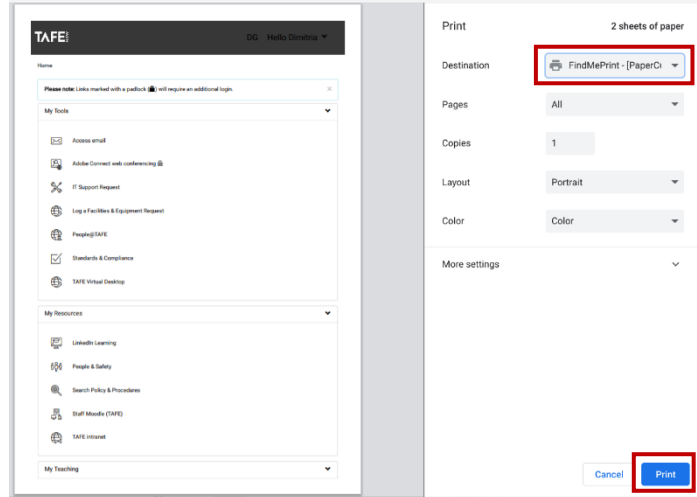 TAFE
DG Hello Dimitria
Home
Please note: Links marked with a padlock () will require an additional login.
My Tools
Access email
Adobe Connect web conferencing
IT Support Request
Log a Facilities & Equipment Request
People@TAFE
Standards & Compliance
TAFE Virtual Desktop
My Resources
LinkedIn Learning
People & Safety
Search Policy & Procedures
Staff Moodle (TAFE)
TAFE intranet
My Teaching
Print 2 sheets of paper
Destination FindMePrint - [PaperC
Pages All
Copies 1
Layout Portrait
Color Color
More settings
Cancel Print